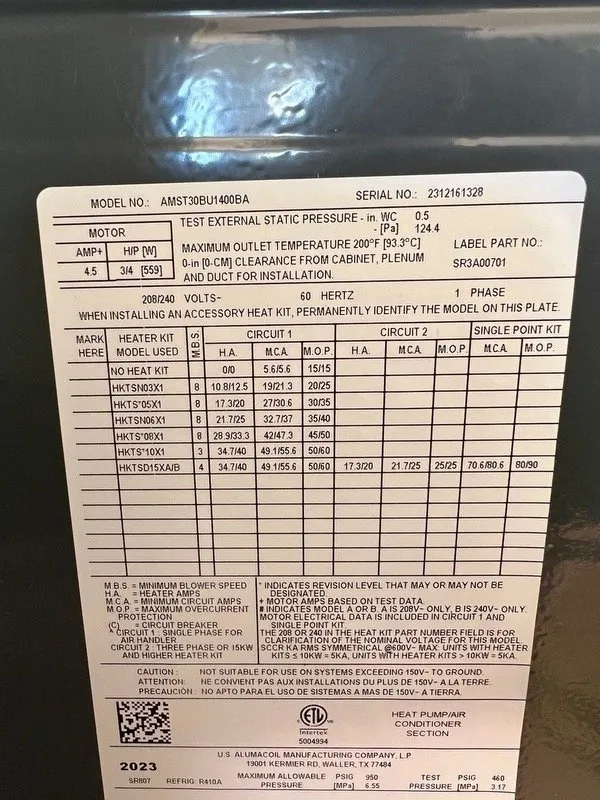 MODEL NO.: AMST30BU1400BA SERIAL NO.: 2312161328
MOTOR
AMP+ H/P [W]
4.5 3/4 [559]
TEST EXTERNAL STATIC PRESSURE - in. WC 0.5
- [Pa] 124.4
MAXIMUM OUTLET TEMPERATURE 200°F [93.3°C] LABEL PART NO.:
0-in [0-CM] CLEARANCE FROM CABINET, PLENUM SR3A00701
AND DUCT FOR INSTALLATION.
208/240 VOLTS~ 60 HERTZ 1 PHASE
WHEN INSTALLING AN ACCESSORY HEAT KIT, PERMANENTLY IDENTIFY THE MODEL ON THIS PLATE.
MARK HERE HEATER KIT MODEL USED M.B.S. CIRCUIT 1 CIRCUIT 2 SINGLE POINT KIT
H.A. M.C.A. M.O.P. H.A. M.C.A. M.O.P. M.C.A. M.O.P.
NO HEAT KIT 0/0 5.6/5.6 15/15
HKTSN03X1 8 10.8/12.5 19/21.3 20/25
HKTS*05X1 8 17.3/20 27/30.6 30/35
HKTSN06X1 8 21.7/25 32.7/37 35/40
HKTS*08X1 8 28.9/33.3 42/47.3 45/50
HKTS*10X1 3 34.7/40 49.1/55.6 50/60
HKTSD15XA/B 4 34.7/40 49.1/55.6 50/60 17.3/20 21.7/25 25/25 70.6/80.6 80/90
M.B.S. = MINIMUM BLOWER SPEED
H.A. = HEATER AMPS
M.C.A. = MINIMUM CIRCUIT AMPS
M.O.P. = MAXIMUM OVERCURRENT
PROTECTION
(C) = CIRCUIT BREAKER
^ CIRCUIT 1 : SINGLE PHASE FOR
AIR HANDLER
CIRCUIT 2 : THREE PHASE OR 15KW
AND HIGHER HEATER KIT
* INDICATES REVISION LEVEL THAT MAY OR MAY NOT BE
DESIGNATED.
+ MOTOR AMPS BASED ON TEST DATA.
# INDICATES MODEL A OR B. A IS 208V~ ONLY, B IS 240V~ ONLY.
MOTOR ELECTRICAL DATA IS INCLUDED IN CIRCUIT 1 AND
SINGLE POINT KIT.
THE 208 OR 240 IN THE HEAT KIT PART NUMBER FIELD IS FOR
CLARIFICATION OF THE NOMINAL VOLTAGE FOR THIS MODEL.
SCCR KA RMS SYMMETRICAL @600V~ MAX: UNITS WITH HEATER
KITS ≤ 10KW = 5KA, UNITS WITH HEATER KITS > 10KW = 5KA.
CAUTION : NOT SUITABLE FOR USE ON SYSTEMS EXCEEDING 150V~ TO GROUND.
ATTENTION: NE CONVIENT PAS AUX INSTALLATIONS DU PLUS DE 150V~ A LA TERRE.
PRECAUCIÓN : NO APTO PARA EL USO DE SISTEMAS A MAS DE 150V~ A TIERRA.
ETL
Intertek
5004994
HEAT PUMP/AIR
CONDITIONER
SECTION
U.S. ALUMACOIL MANUFACTURING COMPANY, L.P
19001 KERMIER RD, WALLER, TX 77484
2023
SR807 REFRIG: R410A MAXIMUM ALLOWABLE PRESSURE PSIG 950 [MPa] 6.55 TEST PRESSURE PSIG 460 [MPa] 3.17